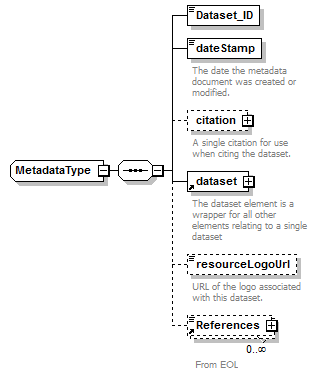 Dataset_ID
dateStamp
The date the metadata
document was created or
modified.
citation
A single citation for use
when citing the dataset.
MetadataType
dataset
The dataset element is a
wrapper for all other
elements relating to a single
dataset
resourceLogoUrl
URL of the logo associated
with this dataset.
References
0..∞
From EOL